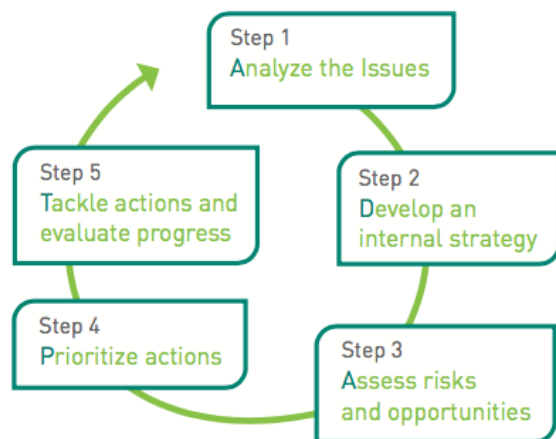 Step 1
Analyze the Issues
Step 2
Develop an
internal strategy
Step 3
Assess risks
and opportunities
Step 4
Prioritize actions
Step 5
Tackle actions and
evaluate progress